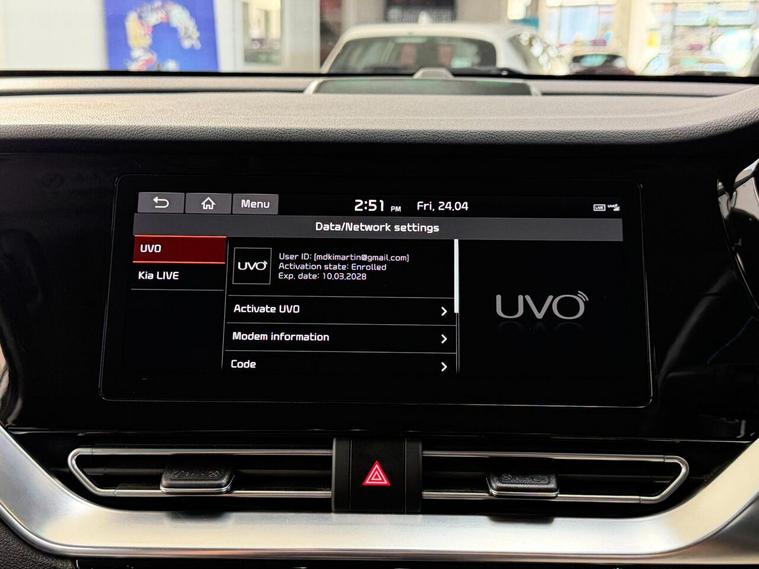 Menu
2:51 PM Fri, 24.04
Data/Network settings
UVO
Kia LIVE
UVO
User ID: [mdkimartin@gmail.com]
Activation state: Enrolled
Exp. date: 10.03.2028
Activate UVO
Modem information
Code
UVO